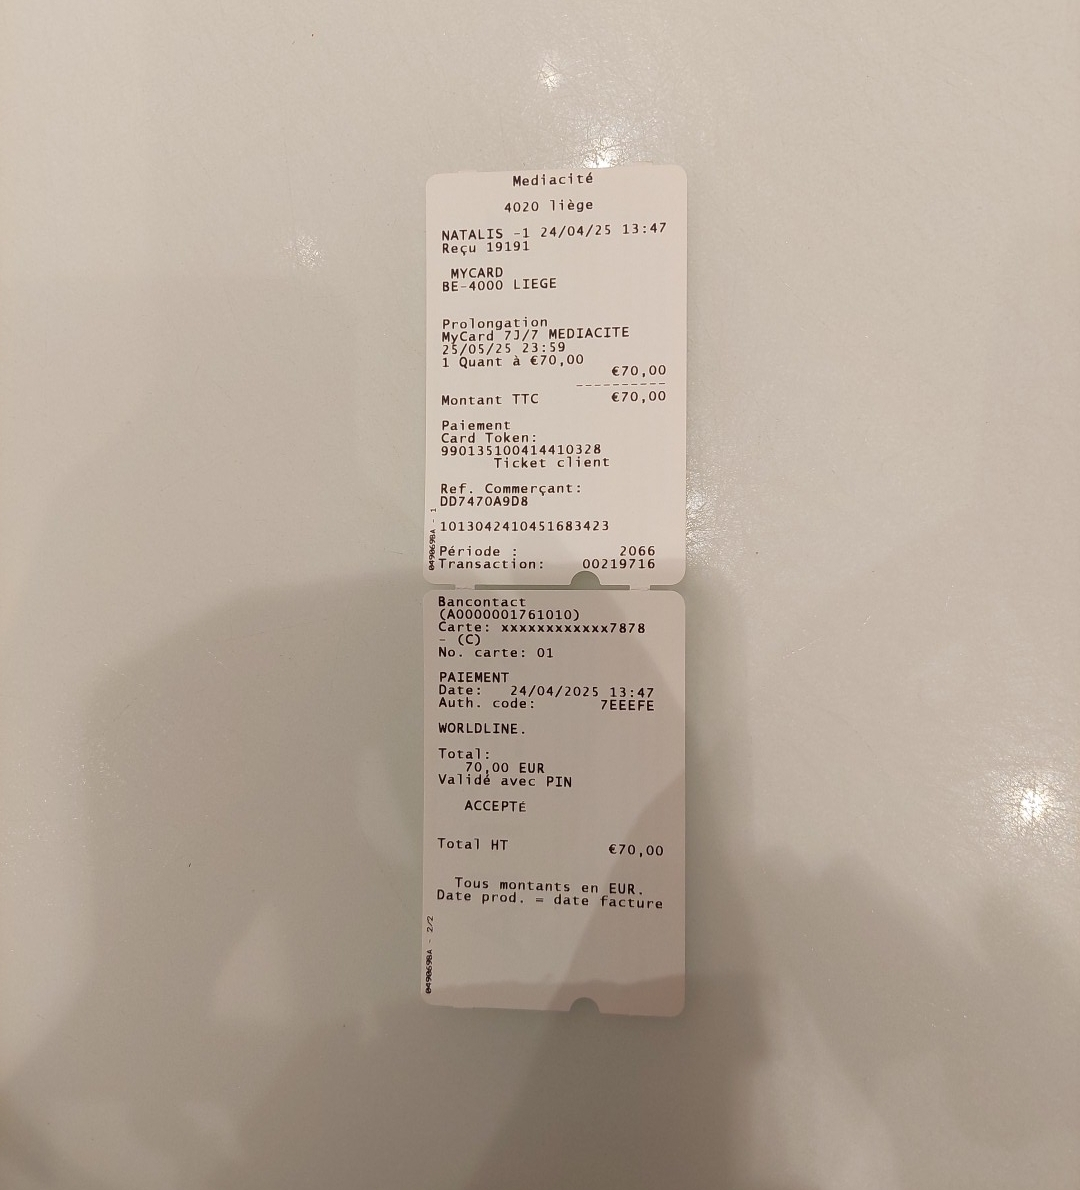 Mediacité
4020 liège
NATALIS -1 24/04/25 13:47
Reçu 19191
MYCARD
BE-4000 LIEGE
Prolongation
MyCard 7J/7 MEDIACITE
25/05/25 23:59
1 Quant à €70,00
€70,00
----------
Montant TTC €70,00
Paiement
Card Token:
990135100414410328
Ticket client
Ref. Commerçant:
DD7470A9D8
1013042410451683423
Période : 2066
Transaction: 00219716
Bancontact
(A0000001761010)
Carte: xxxxxxxxxxxx7878
- (C)
No. carte: 01
PAIEMENT
Date: 24/04/2025 13:47
Auth. code: 7EEEFE
WORLDLINE.
Total:
70,00 EUR
Validé avec PIN
ACCEPTÉ
Total HT €70,00
Tous montants en EUR.
Date prod. = date facture